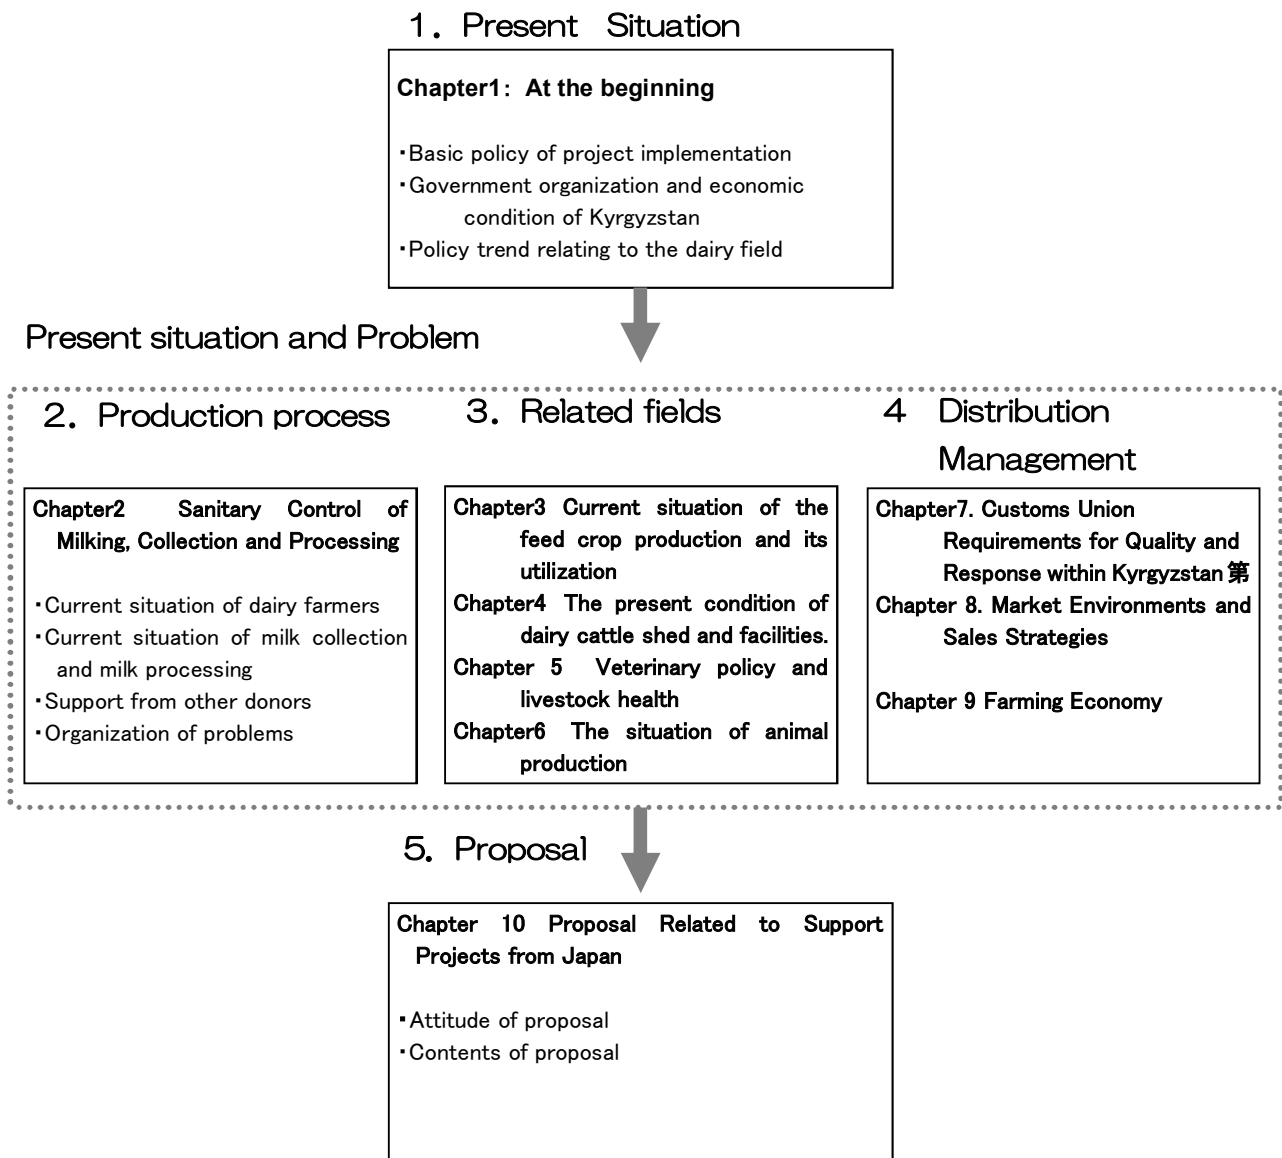 1. Present Situation
Chapter1: At the beginning
・Basic policy of project implementation
・Government organization and economic
condition of Kyrgyzstan
・Policy trend relating to the dairy field
Present situation and Problem
2. Production process
Chapter2 Sanitary Control of
Milking, Collection and Processing
・Current situation of dairy farmers
・Current situation of milk collection
and milk processing
・Support from other donors
・Organization of problems
3. Related fields
Chapter3 Current situation of the
feed crop production and its
utilization
Chapter4 The present condition of
dairy cattle shed and facilities.
Chapter 5 Veterinary policy and
livestock health
Chapter6 The situation of animal
production
4 Distribution
Management
Chapter7. Customs Union
Requirements for Quality and
Response within Kyrgyzstan 第
Chapter 8. Market Environments and
Sales Strategies
Chapter 9 Farming Economy
5. Proposal
Chapter 10 Proposal Related to Support
Projects from Japan
・Attitude of proposal
・Contents of proposal